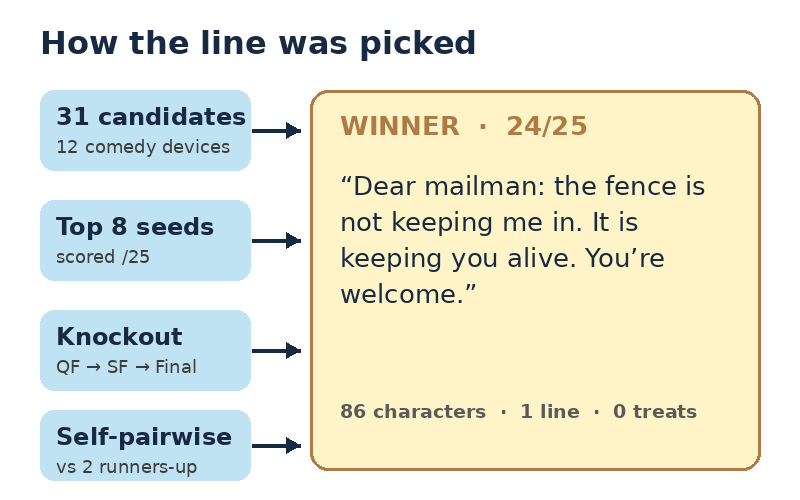 How the line was picked
31 candidates
12 comedy devices
Top 8 seeds
scored /25
Knockout
QF → SF → Final
Self-pairwise
vs 2 runners-up
WINNER · 24/25
“Dear mailman: the fence is
not keeping me in. It is
keeping you alive. You’re
welcome.”
86 characters · 1 line · 0 treats